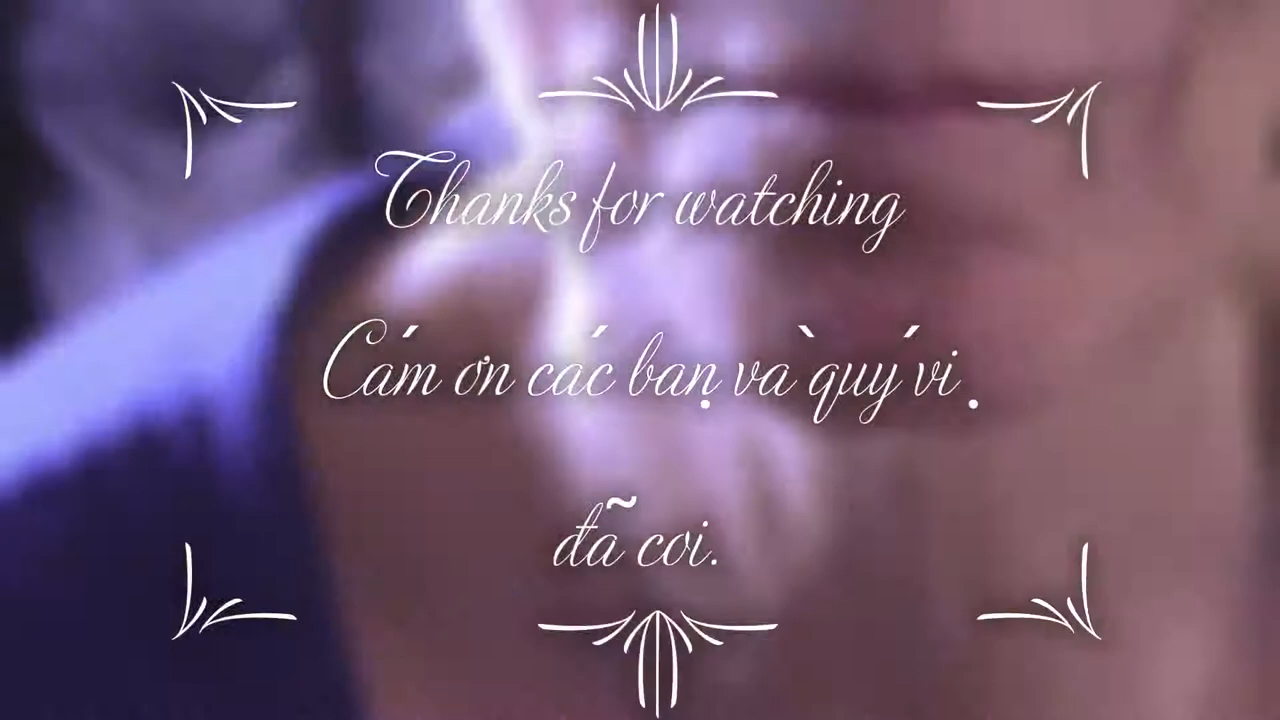 Thanks for watching
Cám ơn các bạn và quý vị
đã coi.